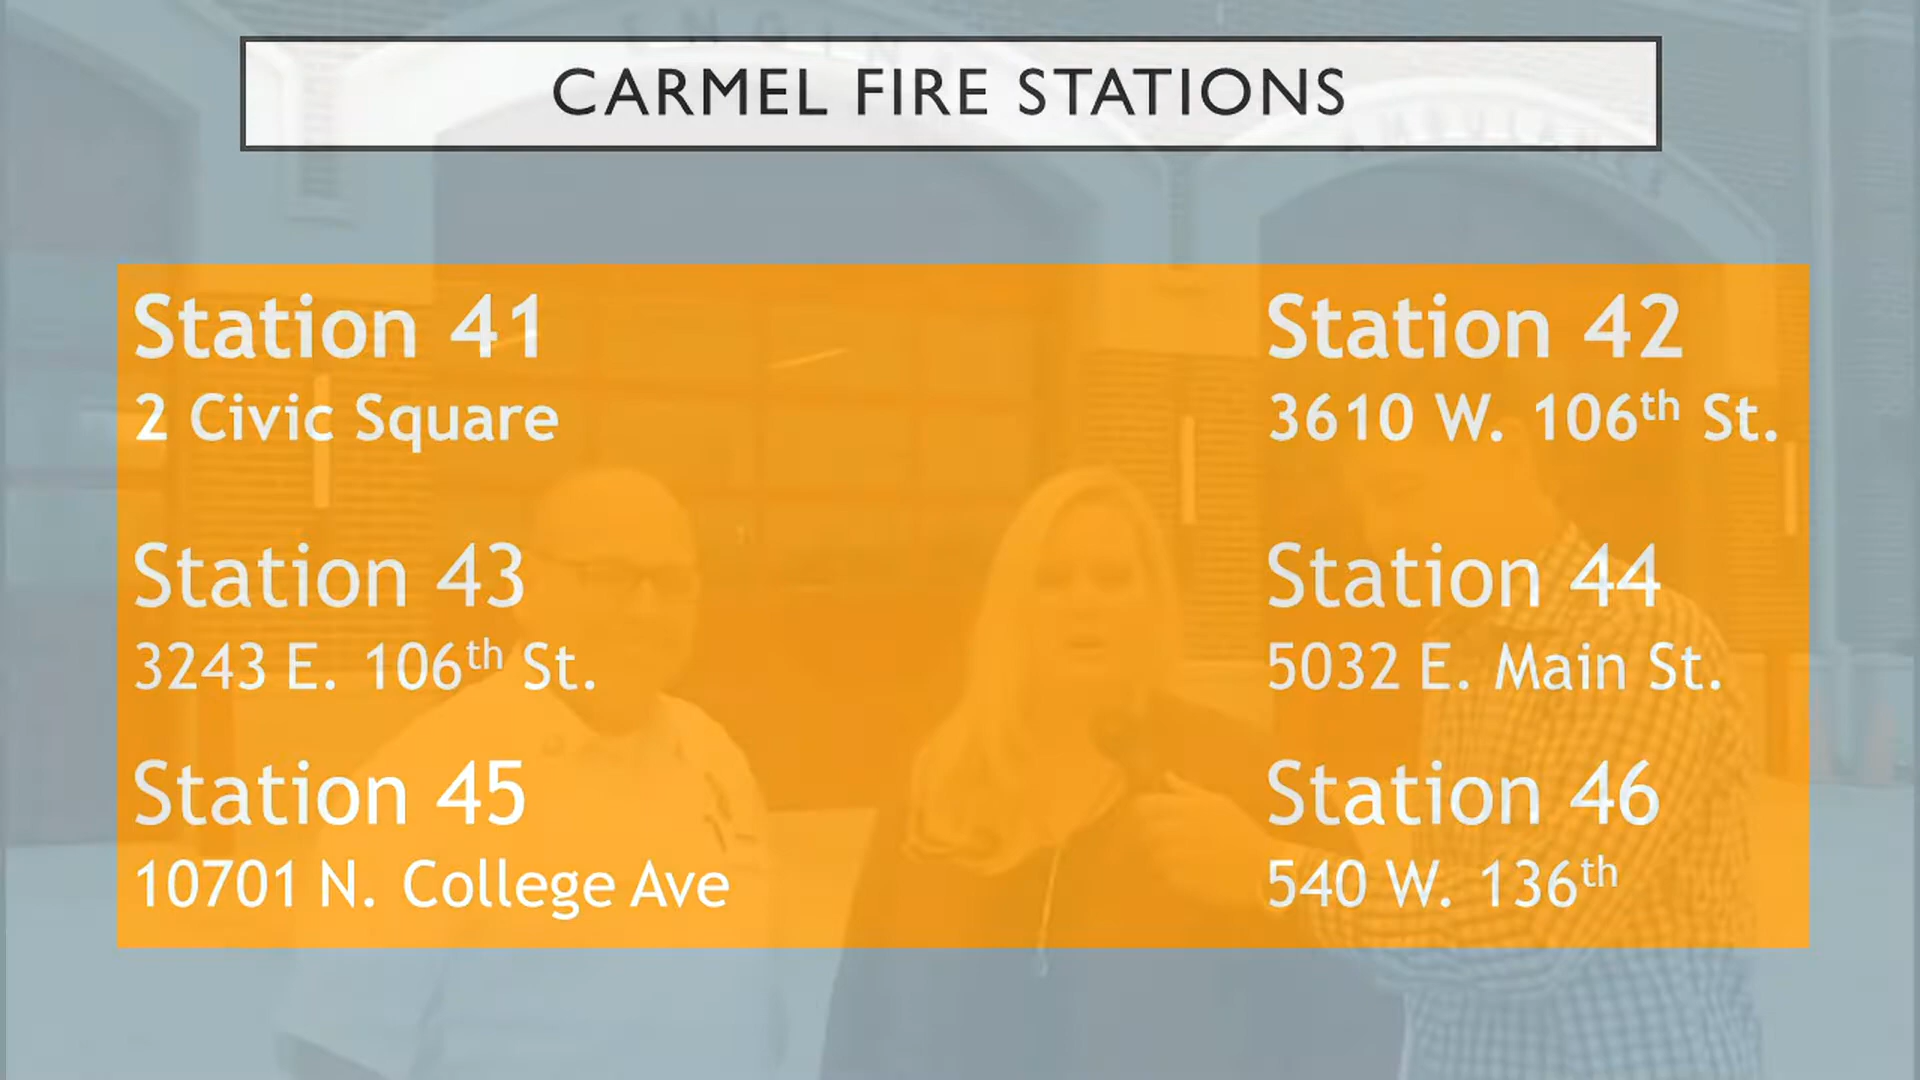 CARMEL FIRE STATIONS
Station 41
2 Civic Square
Station 42
3610 W. 106th St.
Station 43
3243 E. 106th St.
Station 44
5032 E. Main St.
Station 45
10701 N. College Ave
Station 46
540 W. 136th